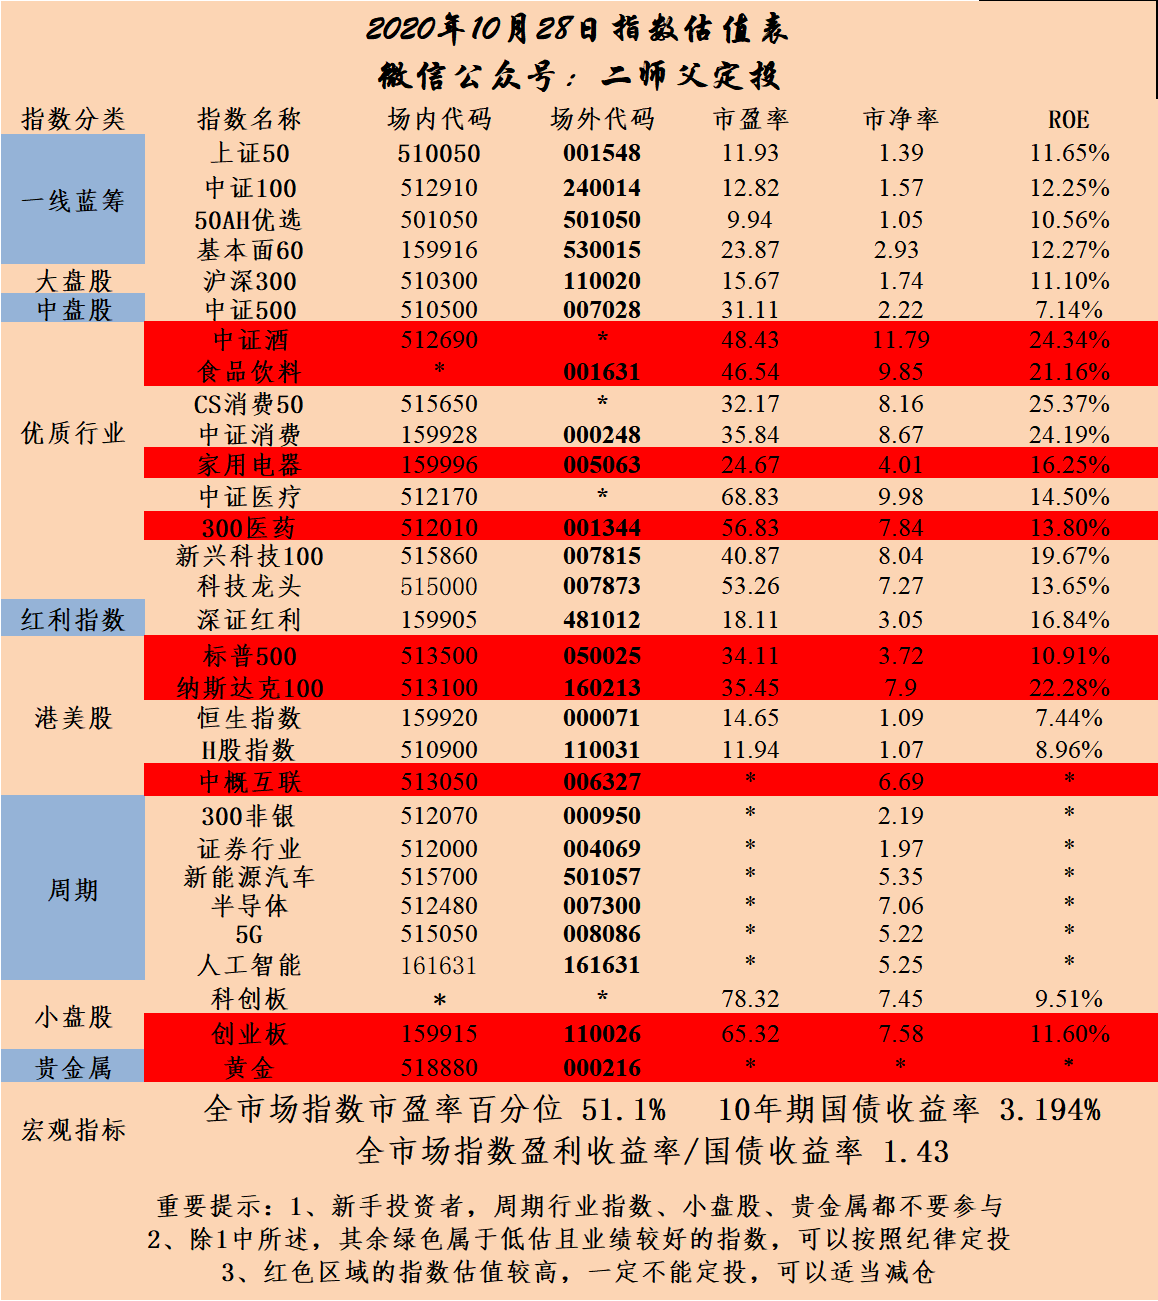 2020年10月28日指数估值表
微信公众号：二师父定投
指数分类 指数名称 场内代码 场外代码 市盈率 市净率 ROE
一线蓝筹 上证50 510050 001548 11.93 1.39 11.65%
中证100 512910 240014 12.82 1.57 12.25%
50AH优选 501050 501050 9.94 1.05 10.56%
基本面60 159916 530015 23.87 2.93 12.27%
大盘股 沪深300 510300 110020 15.67 1.74 11.10%
中盘股 中证500 510500 007028 31.11 2.22 7.14%
优质行业 中证酒 512690 * 48.43 11.79 24.34%
食品饮料 * 001631 46.54 9.85 21.16%
CS消费50 515650 * 32.17 8.16 25.37%
中证消费 159928 000248 35.84 8.67 24.19%
家用电器 159996 005063 24.67 4.01 16.25%
中证医疗 512170 * 68.83 9.98 14.50%
300医药 512010 001344 56.83 7.84 13.80%
新兴科技100 515860 007815 40.87 8.04 19.67%
科技龙头 515000 007873 53.26 7.27 13.65%
红利指数 深证红利 159905 481012 18.11 3.05 16.84%
港美股 标普500 513500 050025 34.11 3.72 10.91%
纳斯达克100 513100 160213 35.45 7.9 22.28%
恒生指数 159920 000071 14.65 1.09 7.44%
H股指数 510900 110031 11.94 1.07 8.96%
中概互联 513050 006327 * 6.69 *
周期 300非银 512070 000950 * 2.19 *
证券行业 512000 004069 * 1.97 *
新能源汽车 515700 501057 * 5.35 *
半导体 512480 007300 * 7.06 *
5G 515050 008086 * 5.22 *
人工智能 161631 161631 * 5.25 *
小盘股 科创板 * * 78.32 7.45 9.51%
创业板 159915 110026 65.32 7.58 11.60%
贵金属 黄金 518880 000216 * * *
宏观指标 全市场指数市盈率百分位 51.1% 10年期国债收益率 3.194%
全市场指数盈利收益率/国债收益率 1.43
重要提示：1、新手投资者，周期行业指数、小盘股、贵金属都不要参与
2、除1中所述，其余绿色属于低估且业绩较好的指数，可以按照纪律定投
3、红色区域的指数估值较高，一定不能定投，可以适当减仓